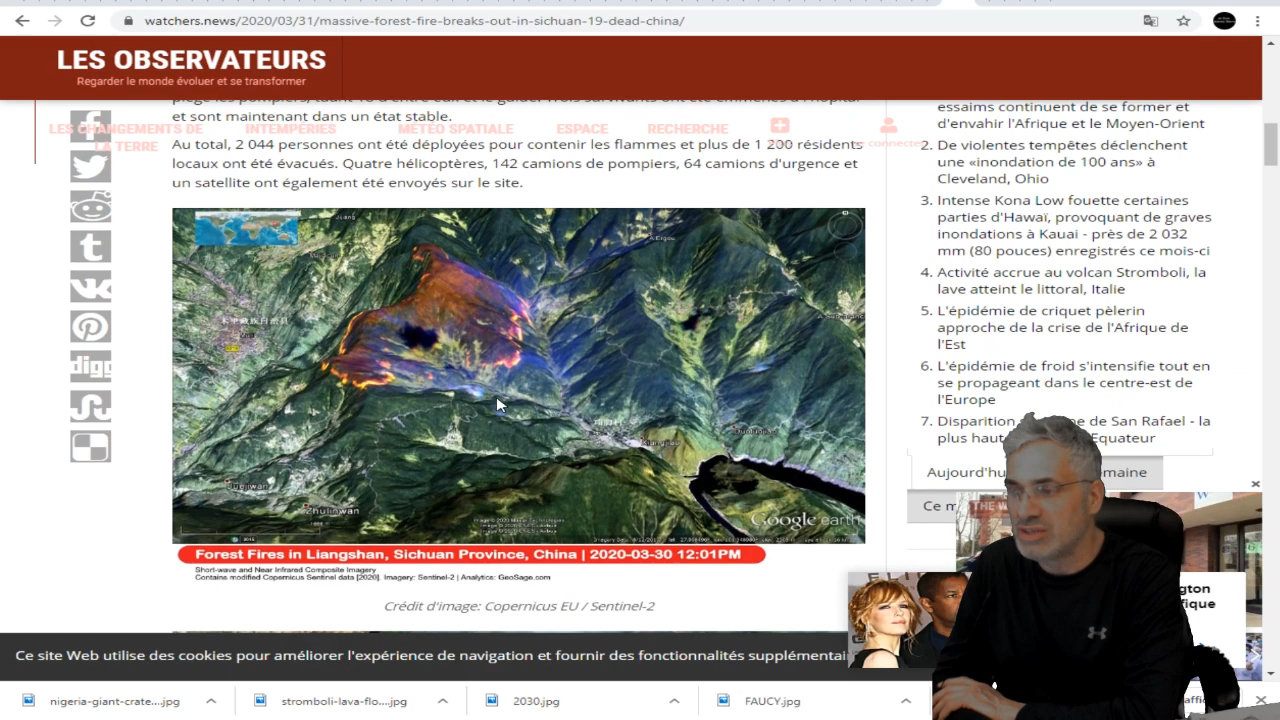 watchers.news/2020/03/31/massive-forest-fire-breaks-out-in-sichuan-19-dead-china/
LES OBSERVATEURS
Regarder le monde évoluer et se transformer
LES CHANGEMENTS DE LA TERRE
INTEMPÉRIES
MÉTÉO SPATIALE
ESPACE
RECHERCHE
et sont maintenant dans un état stable.
Au total, 2 044 personnes ont été déployées pour contenir les flammes et plus de 1 200 résidents
locaux ont été évacués. Quatre hélicoptères, 142 camions de pompiers, 64 camions d'urgence et
un satellite ont également été envoyés sur le site.
Juejiwan
Zhulinwan
Google earth
Forest Fires in Liangshan, Sichuan Province, China | 2020-03-30 12:01PM
Short-wave and Near Infrared Composite Imagery
Contains modified Copernicus Sentinel data [2020]. Imagery: Sentinel-2 | Analytics: GeoSage.com
Crédit d'image: Copernicus EU / Sentinel-2
essaims continuent de se former et
d'envahir l'Afrique et le Moyen-Orient
2. De violentes tempêtes déclenchent
une «inondation de 100 ans» à
Cleveland, Ohio
3. Intense Kona Low fouette certaines
parties d'Hawaï, provoquant de graves
inondations à Kauai - près de 2 032
mm (80 pouces) enregistrés ce mois-ci
4. Activité accrue au volcan Stromboli, la
lave atteint le littoral, Italie
5. L'épidémie de criquet pèlerin
approche de la crise de l'Afrique de
l'Est
6. L'épidémie de froid s'intensifie tout en
se propageant dans le centre-est de
l'Europe
7. Disparition de San Rafael - la
plus haut Equateur
Aujourd'hu maine
Ce m
THE W
gton
fique
Ce site Web utilise des cookies pour améliorer l'expérience de navigation et fournir des fonctionnalités supplémentai
nigeria-giant-crate....jpg
stromboli-lava-flo....jpg
2030.jpg
FAUCY.jpg
affic